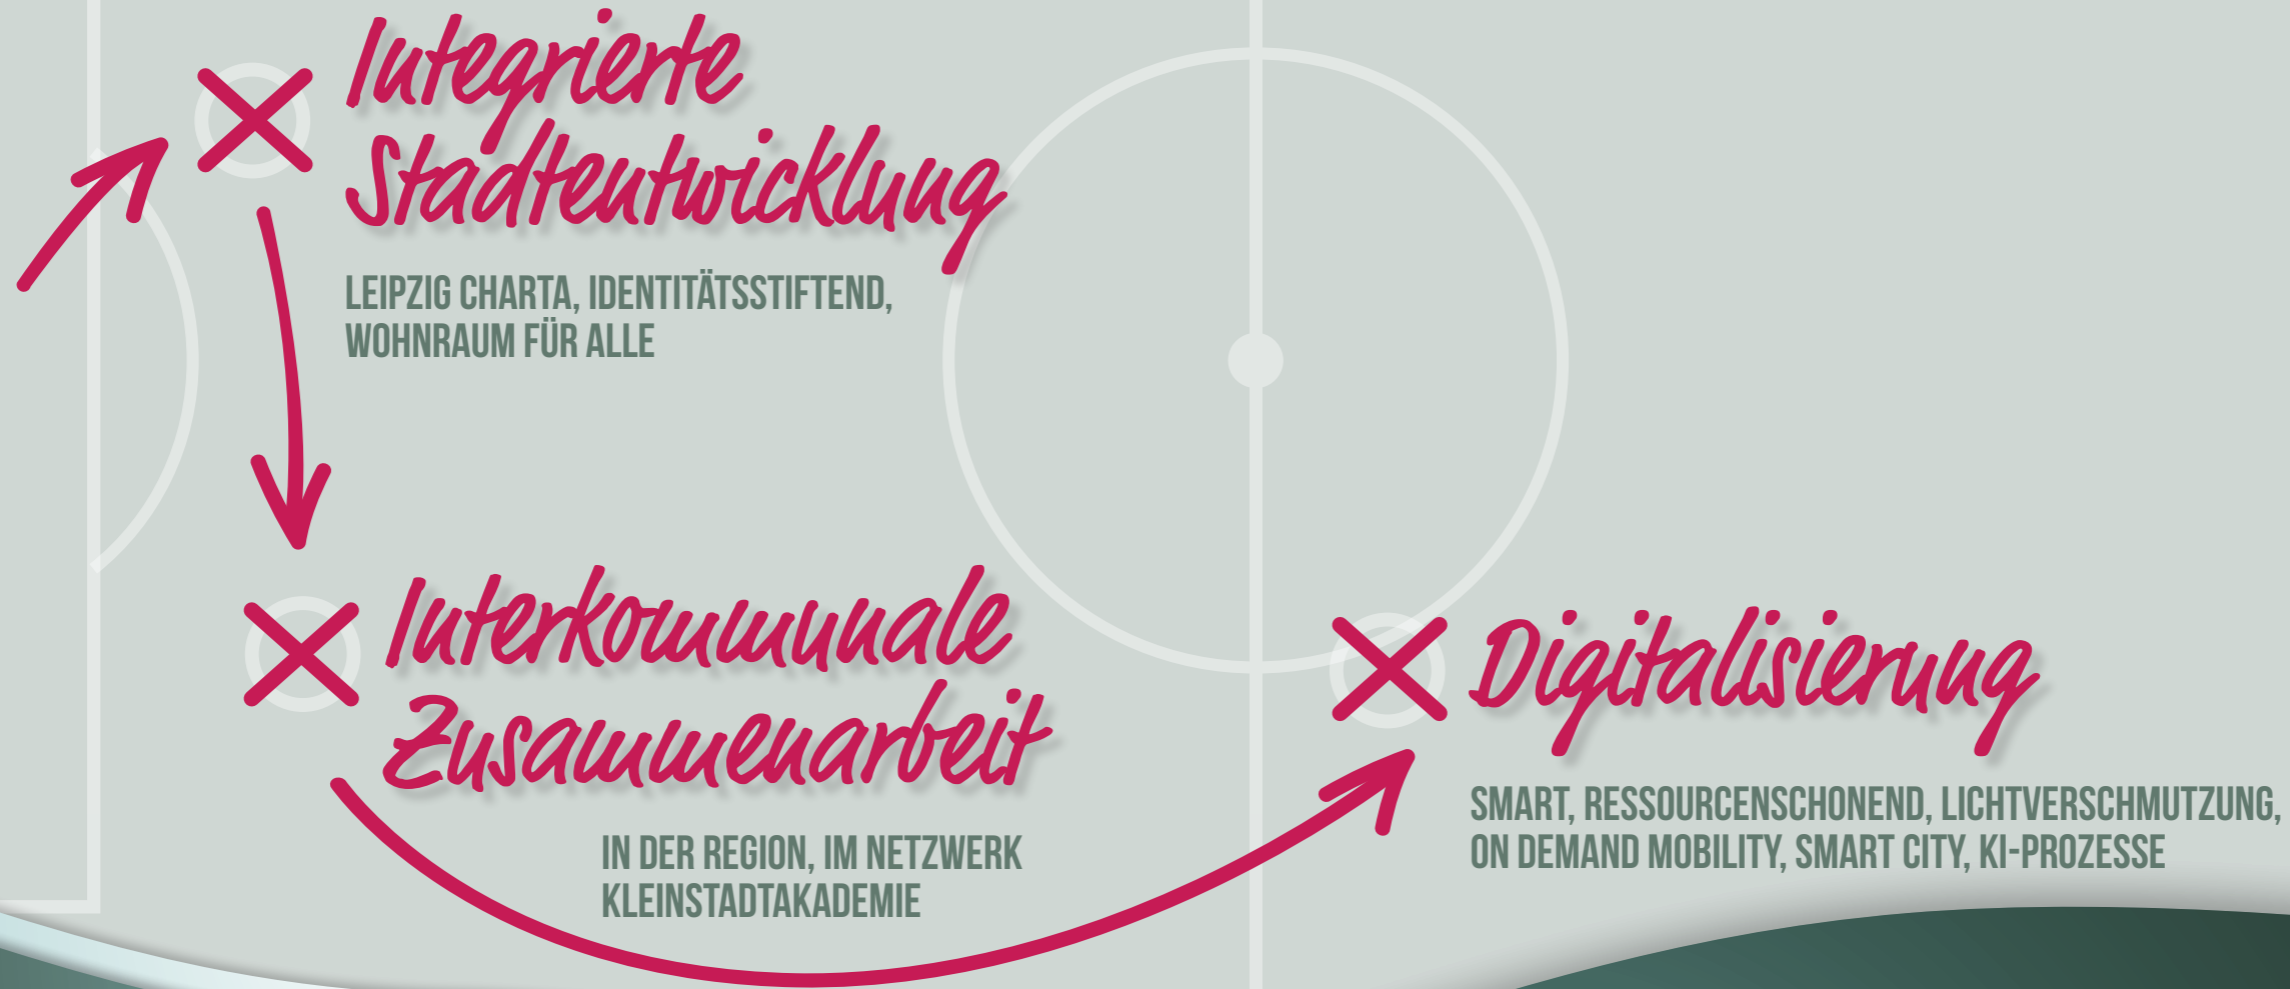 Integrierte
Stadtentwicklung
LEIPZIG CHARTA, IDENTITÄTSSTIFTEND,
WOHNRAUM FÜR ALLE
Interkommunale
Zusammenarbeit
IN DER REGION, IM NETZWERK
KLEINSTADTAKADEMIE
Digitalisierung
SMART, RESSOURCENSCHONEND, LICHTVERSCHMUTZUNG,
ON DEMAND MOBILITY, SMART CITY, KI-PROZESSE